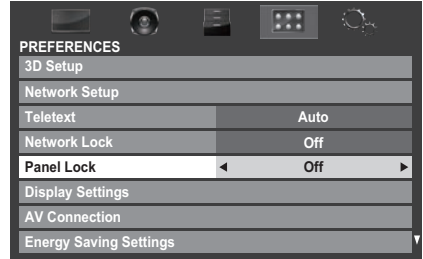 PREFERENCES
3D Setup
Network Setup
Teletext Auto
Network Lock Off
Panel Lock Off
Display Settings
AV Connection
Energy Saving Settings